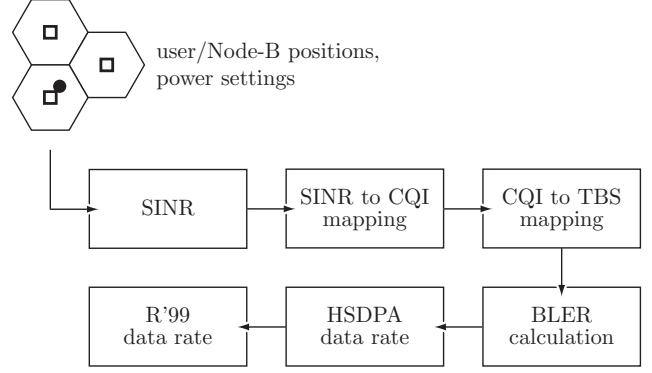 user/Node-B positions,
power settings
SINR
SINR to CQI
mapping
CQI to TBS
mapping
BLER
calculation
HSDPA
data rate
R'99
data rate